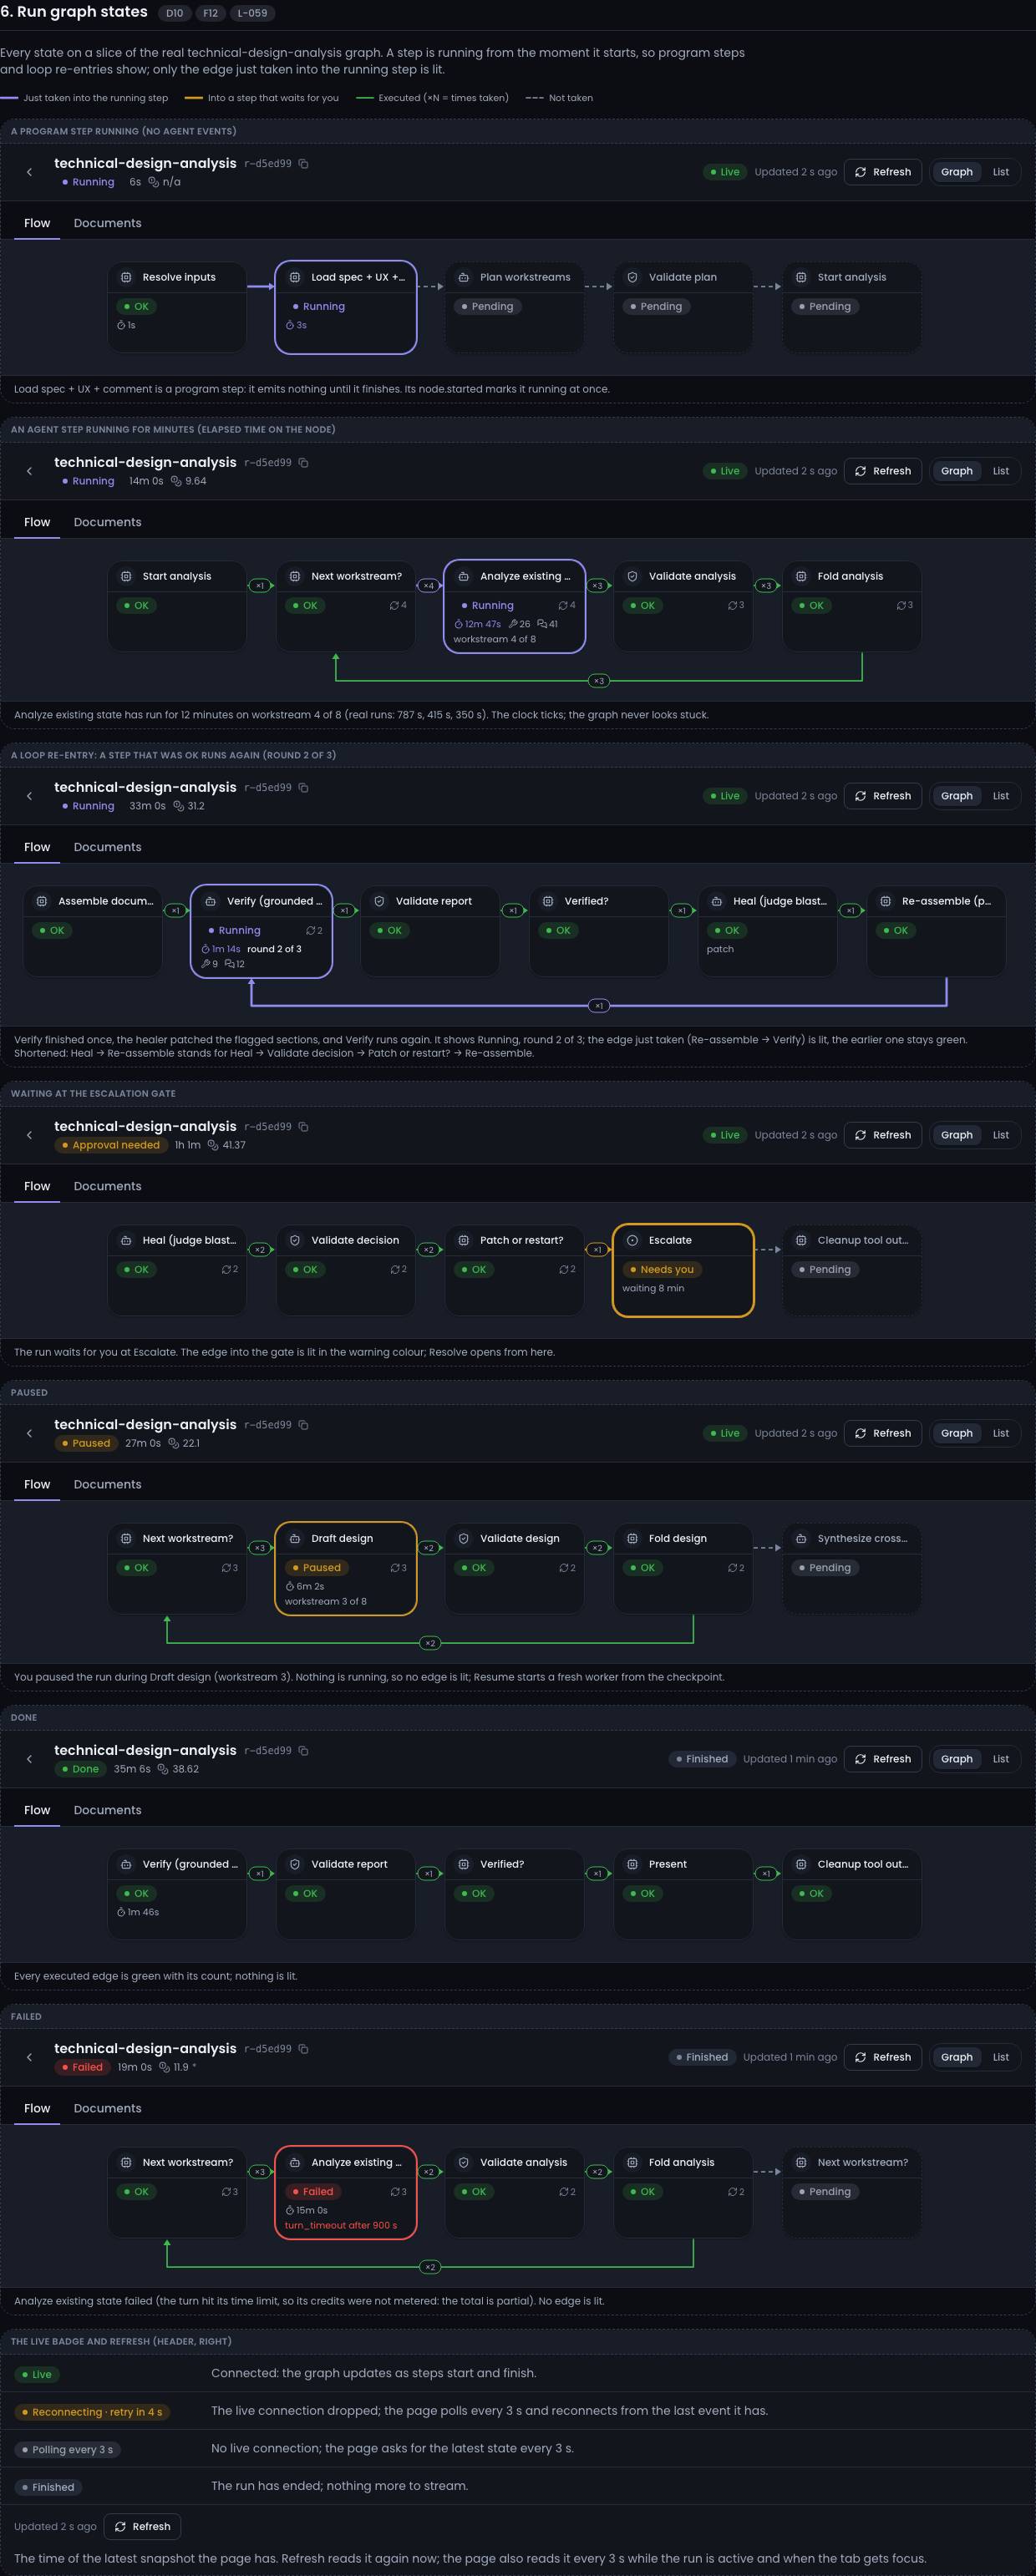 6. Run graph states D10 F12 L-059
Every state on a slice of the real technical-design-analysis graph. A step is running from the moment it starts, so program steps
and loop re-entries show; only the edge just taken into the running step is lit.
Just taken into the running step Into a step that waits for you Executed (×N = times taken) Not taken
A PROGRAM STEP RUNNING (NO AGENT EVENTS)
technical-design-analysis r-d5ed99
Running 6s n/a
Live Updated 2 s ago Refresh Graph List
Flow Documents
Resolve inputs Load spec + UX +... Plan workstreams Validate plan Start analysis
OK Running Pending Pending Pending
1s 3s
Load spec + UX + comment is a program step: it emits nothing until it finishes. Its node.started marks it running at once.
AN AGENT STEP RUNNING FOR MINUTES (ELAPSED TIME ON THE NODE)
technical-design-analysis r-d5ed99
Running 14m 0s 9.64
Live Updated 2 s ago Refresh Graph List
Flow Documents
Start analysis Next workstream? Analyze existing ... Validate analysis Fold analysis
×1 ×4 ×3 ×3
OK OK 4 Running 4 OK 3 OK 3
12m 47s 26 41
workstream 4 of 8
×3
Analyze existing state has run for 12 minutes on workstream 4 of 8 (real runs: 787 s, 415 s, 350 s). The clock ticks; the graph never looks stuck.
A LOOP RE-ENTRY: A STEP THAT WAS OK RUNS AGAIN (ROUND 2 OF 3)
technical-design-analysis r-d5ed99
Running 33m 0s 31.2
Live Updated 2 s ago Refresh Graph List
Flow Documents
Assemble docum... Verify (grounded ... Validate report Verified? Heal (judge blast... Re-assemble (p...
×1 ×1 ×1 ×1 ×1
OK Running 2 OK OK OK OK
1m 14s round 2 of 3 patch
9 12
×1
Verify finished once, the healer patched the flagged sections, and Verify runs again. It shows Running, round 2 of 3; the edge just taken (Re-assemble → Verify) is lit, the earlier one stays green.
Shortened: Heal → Re-assemble stands for Heal → Validate decision → Patch or restart? → Re-assemble.
WAITING AT THE ESCALATION GATE
technical-design-analysis r-d5ed99
Approval needed 1h 1m 41.37
Live Updated 2 s ago Refresh Graph List
Flow Documents
Heal (judge blast... Validate decision Patch or restart? Escalate Cleanup tool out...
×2 ×2 ×1
OK 2 OK 2 OK 2 Needs you Pending
waiting 8 min
The run waits for you at Escalate. The edge into the gate is lit in the warning colour; Resolve opens from here.
PAUSED
technical-design-analysis r-d5ed99
Paused 27m 0s 22.1
Live Updated 2 s ago Refresh Graph List
Flow Documents
Next workstream? Draft design Validate design Fold design Synthesize cross...
×3 ×2 ×2
OK 3 Paused 3 OK 2 OK 2 Pending
6m 2s
workstream 3 of 8
×2
You paused the run during Draft design (workstream 3). Nothing is running, so no edge is lit; Resume starts a fresh worker from the checkpoint.
DONE
technical-design-analysis r-d5ed99
Done 35m 6s 38.62
Finished Updated 1 min ago Refresh Graph List
Flow Documents
Verify (grounded ... Validate report Verified? Present Cleanup tool out...
×1 ×1 ×1 ×1
OK OK OK OK OK
1m 46s
Every executed edge is green with its count; nothing is lit.
FAILED
technical-design-analysis r-d5ed99
Failed 19m 0s 11.9 *
Finished Updated 1 min ago Refresh Graph List
Flow Documents
Next workstream? Analyze existing ... Validate analysis Fold analysis Next workstream?
×3 ×2 ×2
OK 3 Failed 3 OK 2 OK 2 Pending
15m 0s
turn_timeout after 900 s
×2
Analyze existing state failed (the turn hit its time limit, so its credits were not metered: the total is partial). No edge is lit.
THE LIVE BADGE AND REFRESH (HEADER, RIGHT)
Live Connected: the graph updates as steps start and finish.
Reconnecting · retry in 4 s The live connection dropped; the page polls every 3 s and reconnects from the last event it has.
Polling every 3 s No live connection; the page asks for the latest state every 3 s.
Finished The run has ended; nothing more to stream.
Updated 2 s ago Refresh
The time of the latest snapshot the page has. Refresh reads it again now; the page also reads it every 3 s while the run is active and when the tab gets focus.